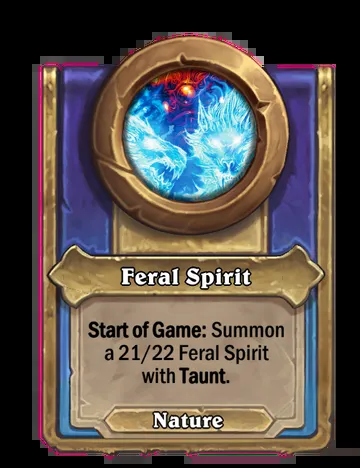 Feral Spirit
Start of Game: Summon
a 21/22 Feral Spirit
with Taunt.
Nature